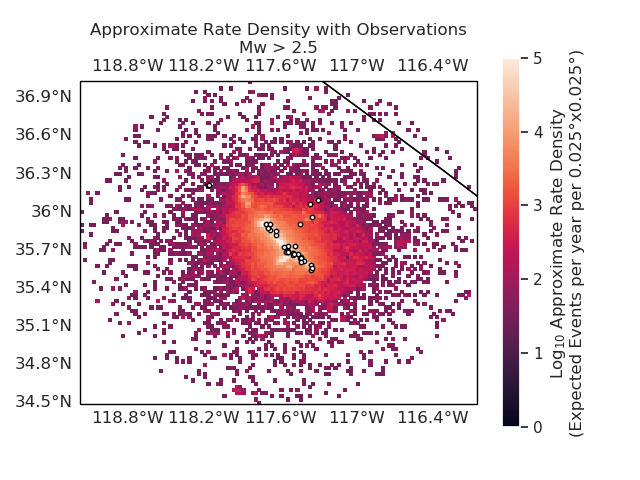 Approximate Rate Density with Observations
Mw > 2.5
118.8°W 118.2°W 117.6°W 117°W 116.4°W
36.9°N
36.6°N
36.3°N
36°N
35.7°N
35.4°N
35.1°N
34.8°N
34.5°N
118.8°W 118.2°W 117.6°W 117°W 116.4°W
5
4
3
2
1
0
Log₁₀ Approximate Rate Density
(Expected Events per year per 0.025°x0.025°)